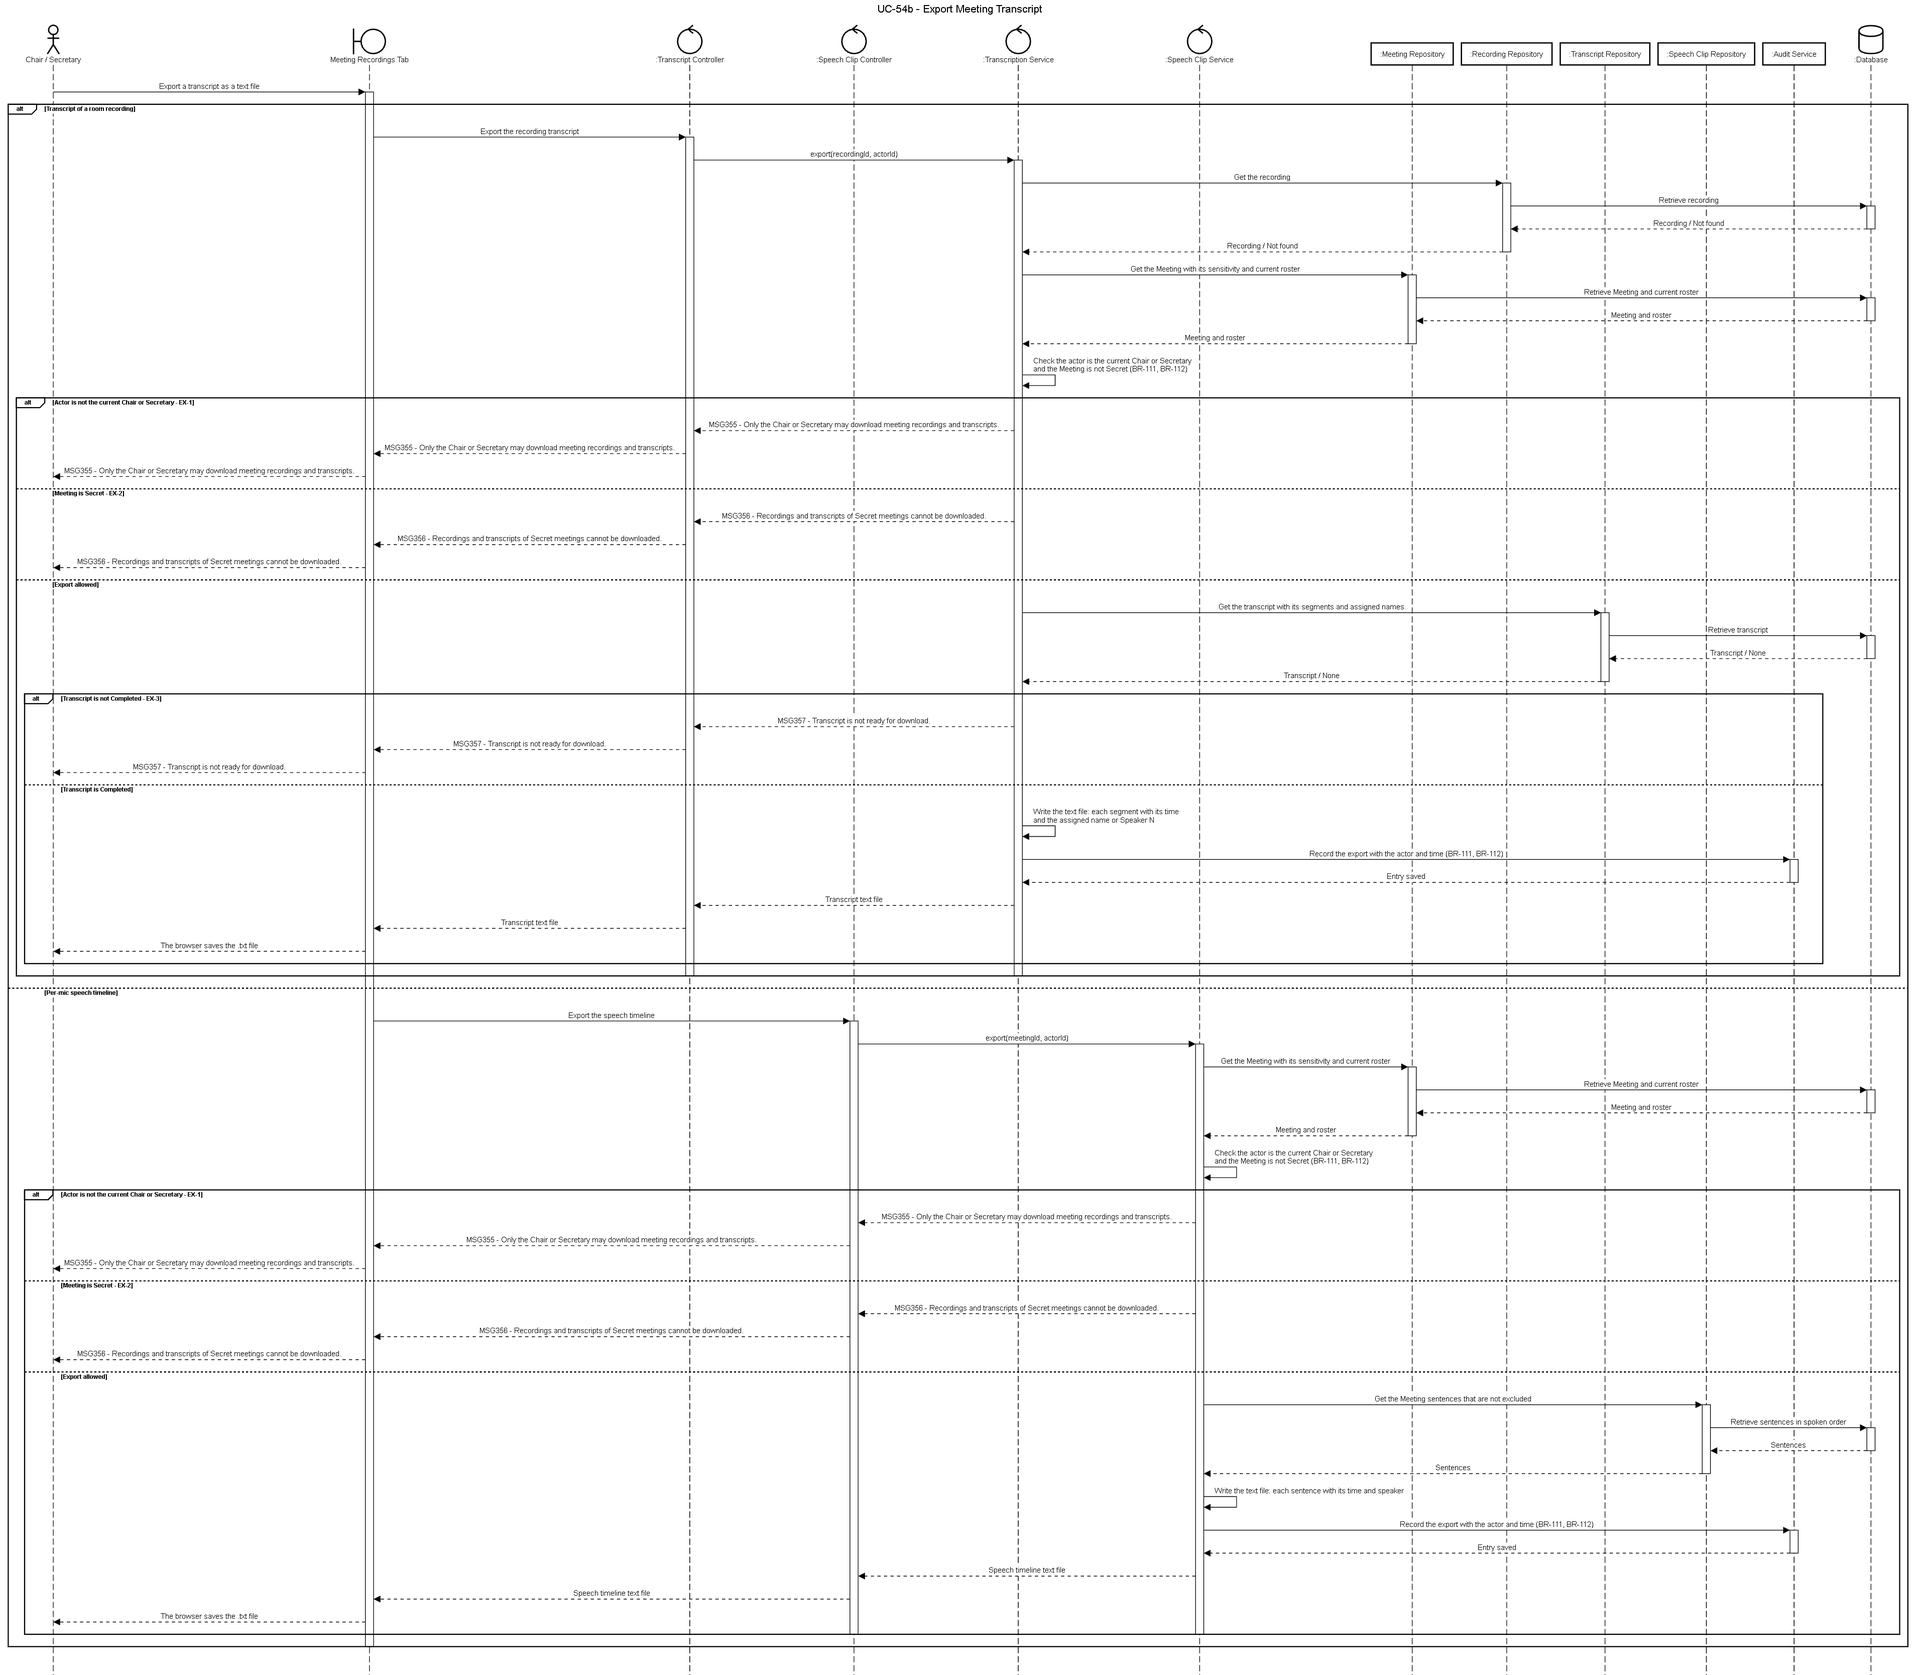 UC-54b - Export Meeting Transcript
Chair / Secretary
Meeting Recordings Tab
:Transcript Controller
:Speech Clip Controller
:Transcription Service
:Speech Clip Service
:Meeting Repository
:Recording Repository
:Transcript Repository
:Speech Clip Repository
:Audit Service
:Database
Export a transcript as a text file
alt
[Transcript of a room recording]
Export the recording transcript
export(recordingId, actorId)
Get the recording
Retrieve recording
Recording / Not found
Recording / Not found
Get the Meeting with its sensitivity and current roster
Retrieve Meeting and current roster
Meeting and roster
Meeting and roster
Check the actor is the current Chair or Secretary
and the Meeting is not Secret (BR-111, BR-112)
alt
[Actor is not the current Chair or Secretary - EX-1]
MSG355 - Only the Chair or Secretary may download meeting recordings and transcripts.
MSG355 - Only the Chair or Secretary may download meeting recordings and transcripts.
MSG355 - Only the Chair or Secretary may download meeting recordings and transcripts.
[Meeting is Secret - EX-2]
MSG356 - Recordings and transcripts of Secret meetings cannot be downloaded.
MSG356 - Recordings and transcripts of Secret meetings cannot be downloaded.
MSG356 - Recordings and transcripts of Secret meetings cannot be downloaded.
[Export allowed]
Get the transcript with its segments and assigned names
Retrieve transcript
Transcript / None
Transcript / None
alt
[Transcript is not Completed - EX-3]
MSG357 - Transcript is not ready for download.
MSG357 - Transcript is not ready for download.
MSG357 - Transcript is not ready for download.
[Transcript is Completed]
Write the text file: each segment with its time
and the assigned name or Speaker N
Record the export with the actor and time (BR-111, BR-112)
Entry saved
Transcript text file
Transcript text file
The browser saves the .txt file
[Per-mic speech timeline]
Export the speech timeline
export(meetingId, actorId)
Get the Meeting with its sensitivity and current roster
Retrieve Meeting and current roster
Meeting and roster
Meeting and roster
Check the actor is the current Chair or Secretary
and the Meeting is not Secret (BR-111, BR-112)
alt
[Actor is not the current Chair or Secretary - EX-1]
MSG355 - Only the Chair or Secretary may download meeting recordings and transcripts.
MSG355 - Only the Chair or Secretary may download meeting recordings and transcripts.
MSG355 - Only the Chair or Secretary may download meeting recordings and transcripts.
[Meeting is Secret - EX-2]
MSG356 - Recordings and transcripts of Secret meetings cannot be downloaded.
MSG356 - Recordings and transcripts of Secret meetings cannot be downloaded.
MSG356 - Recordings and transcripts of Secret meetings cannot be downloaded.
[Export allowed]
Get the Meeting sentences that are not excluded
Retrieve sentences in spoken order
Sentences
Sentences
Write the text file: each sentence with its time and speaker
Record the export with the actor and time (BR-111, BR-112)
Entry saved
Speech timeline text file
Speech timeline text file
The browser saves the .txt file